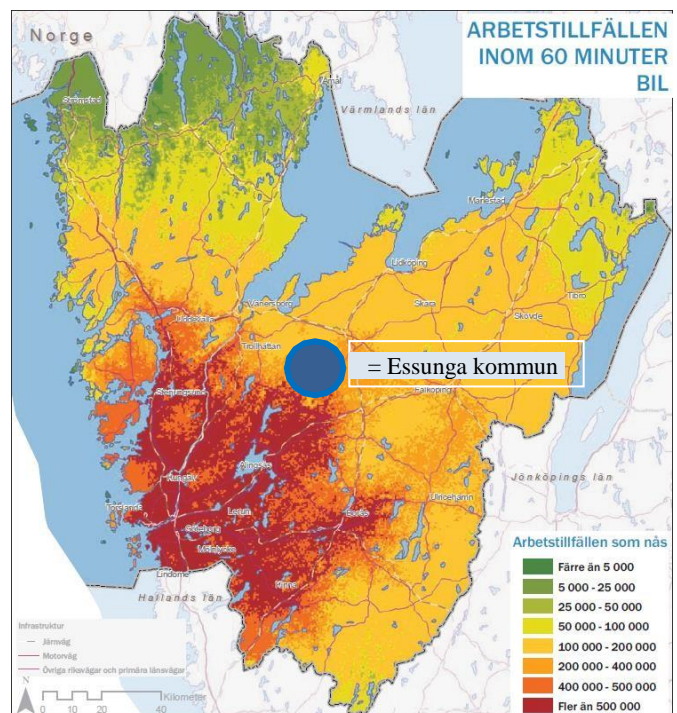 ARBETSTILLFÄLLEN
INOM 60 MINUTER
BIL
Norge
Åmål
Strömstad
Värmlands län
Mariestad
Lidköping
Tibro
Skara
Vänersborg
Skövde
Uddevalla
Trollhättan
= Essunga kommun
Falköping
Stenungsund
Alingsås
Jönköpings län
Kungälv
Ulricehamn
Torslanda
Lerum
Borås
Göteborg
Mölnlycke
Lindome
Kinna
Hallands län
Arbetstillfällen som nås
Färre än 5 000
5 000 - 25 000
25 000 - 50 000
50 000 - 100 000
100 000 - 200 000
200 000 - 400 000
400 000 - 500 000
Fler än 500 000
Infrastruktur
Järnväg
Motorväg
Övriga riksvägar och primära länsvägar
N
Kilometer
0 10 20 40